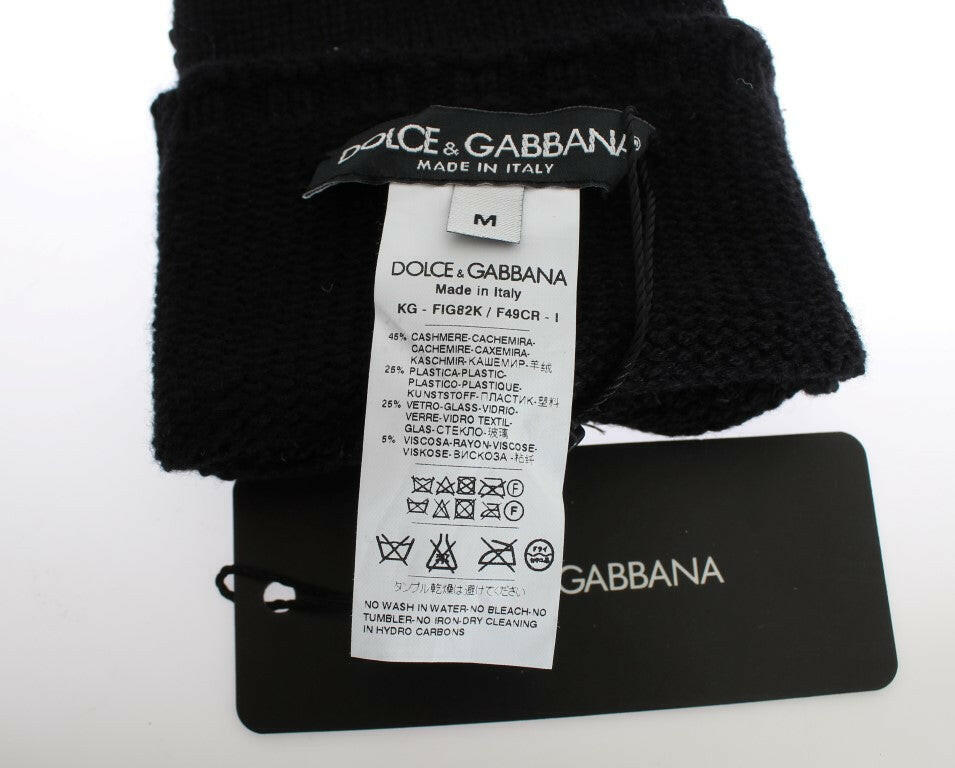 DOLCE & GABBANA®
MADE IN ITALY
M
DOLCE & GABBANA
Made in Italy
KG - FIG82K / F49CR - I
45% CASHMERE-CACHEMIRA-
CACHEMIRE-CAXEMIRA-
KASCHMIR-КАШЕМИР-羊绒
25% PLASTICA-PLASTIC-
PLASTICO-PLASTIQUE-
KUNSTSTOFF-ПЛАСТИК-塑料
25% VETRO-GLASS-VIDRIO-
VERRE-VIDRO TEXTIL-
GLAS-СТЕКЛО-玻璃
5% VISCOSA-RAYON-VISCOSE-
VISKOSE-ВИСКОЗА-粘纤
F
F
ドライ
タンブル乾燥は避けてください
NO WASH IN WATER-NO BLEACH-NO
TUMBLER-NO IRON-DRY CLEANING
IN HYDRO CARBONS
GABBANA